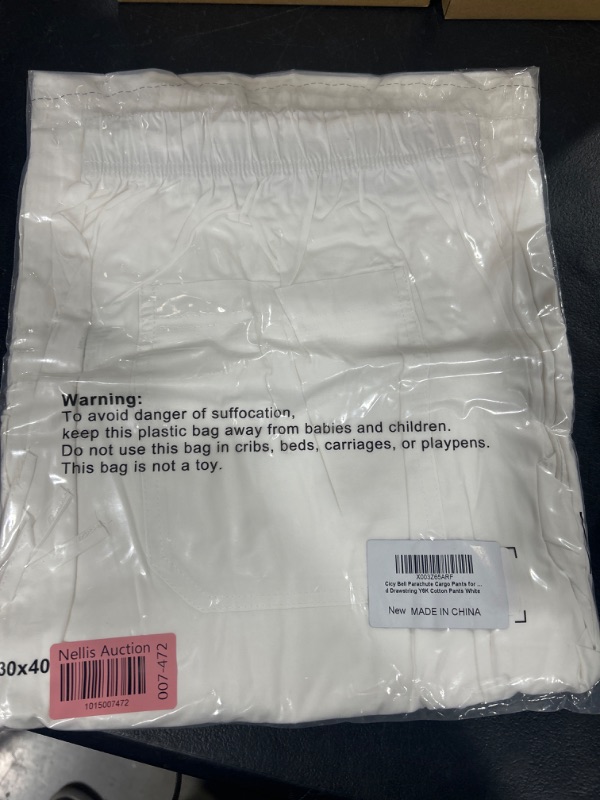 Warning:
To avoid danger of suffocation,
keep this plastic bag away from babies and children.
Do not use this bag in cribs, beds, carriages, or playpens.
This bag is not a toy.
X003Z65ARF
Cicy Bell Parachute Cargo Pants for ...
d Drawstring Y6K Cotton Pants White
New MADE IN CHINA
30x40
Nellis Auction
007-472
1015007472